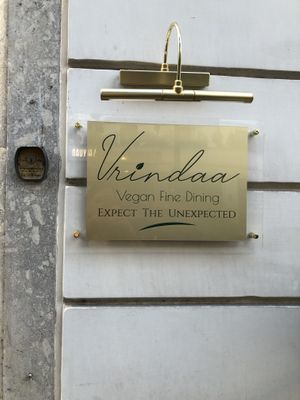 Vrindaa
Vegan Fine Dining
Expect The Unexpected